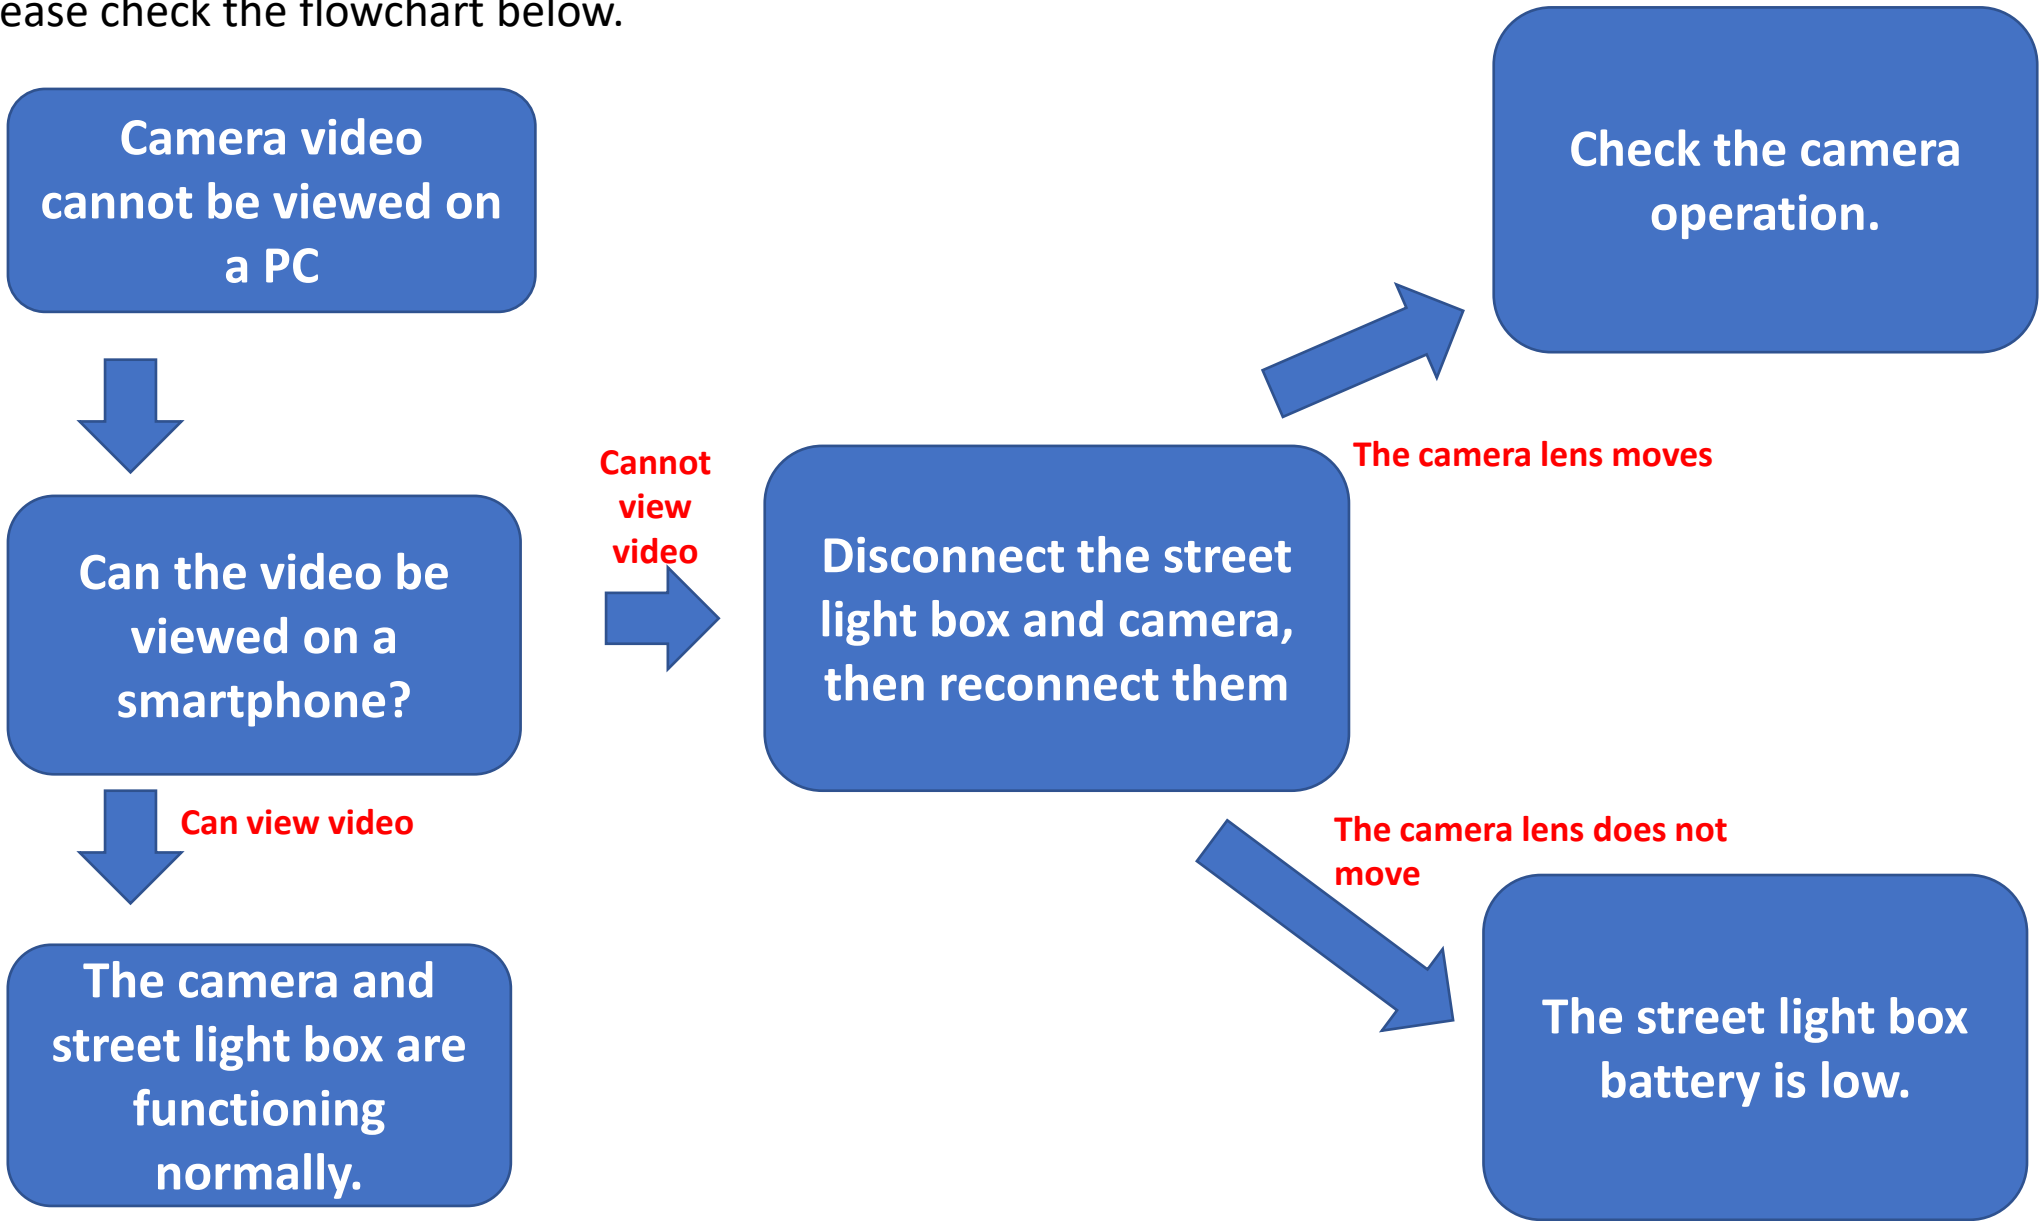 ease check the flowchart below.
Camera video
cannot be viewed on
a PC
Can the video be
viewed on a
smartphone?
Can view video
The camera and
street light box are
functioning
normally.
Cannot
view
video
Disconnect the street
light box and camera,
then reconnect them
The camera lens moves
Check the camera
operation.
The camera lens does not
move
The street light box
battery is low.